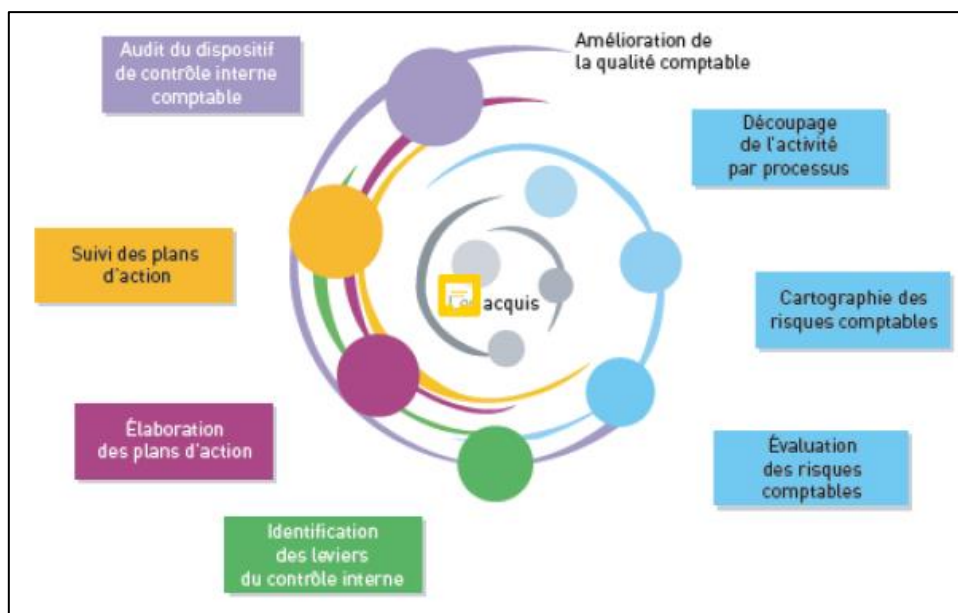 Audit du dispositif
de contrôle interne
comptable
Amélioration de
la qualité comptable
Découpage
de l'activité
par processus
Suivi des plans
d'action
acquis
Cartographie des
risques comptables
Élaboration
des plans d'action
Évaluation
des risques
comptables
Identification
des leviers
du contrôle interne